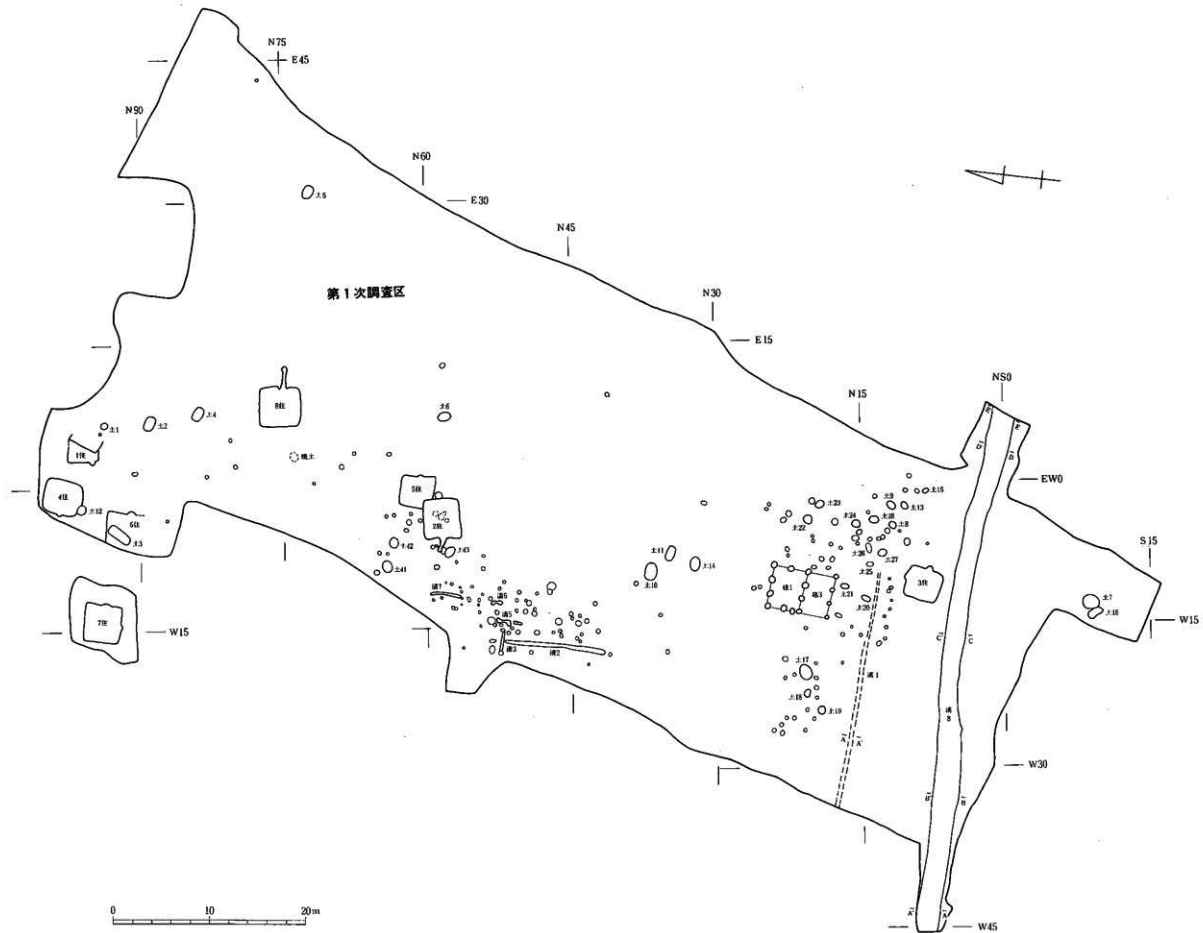 N75
E45
N90
N60
土5
E30
N45
第1次調査区
N30
E15
N15
NS0
8住
土1
土2
土4
土6
1住
焼土
EW0
4住
土12
6住
土3
5住
2住
土42
土43
土41
土23
土22
土24
土9
土15
土13
土28
土8
土26
土27
土25
S15
土11
土10
土14
土21
土20
3住
土7
土16
7住
W15
W15
溝7
溝6
溝5
溝3
溝2
土17
土18
土19
溝1
溝8
E
E
D
D
C
C
B
B
A
A
A
A
W30
W45
0 10 20m